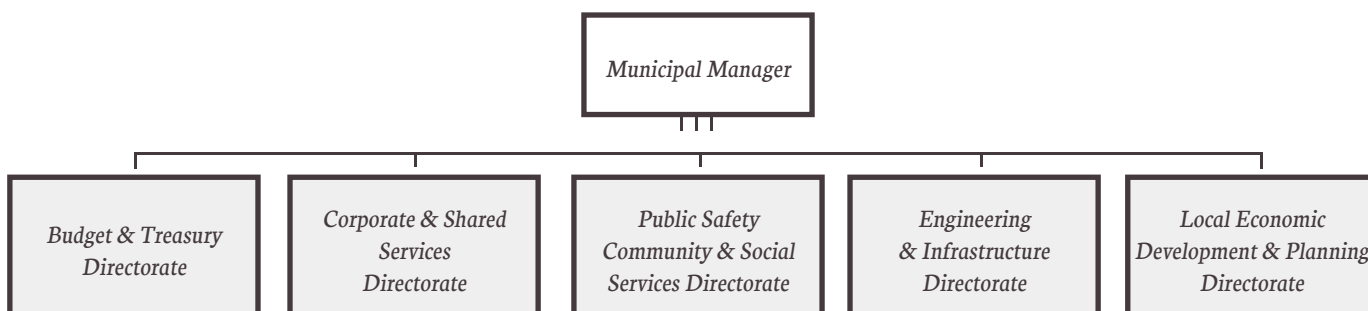 Municipal Manager
Budget & Treasury
Directorate
Corporate & Shared
Services
Directorate
Public Safety
Community & Social
Services Directorate
Engineering
& Infrastructure
Directorate
Local Economic
Development & Planning
Directorate